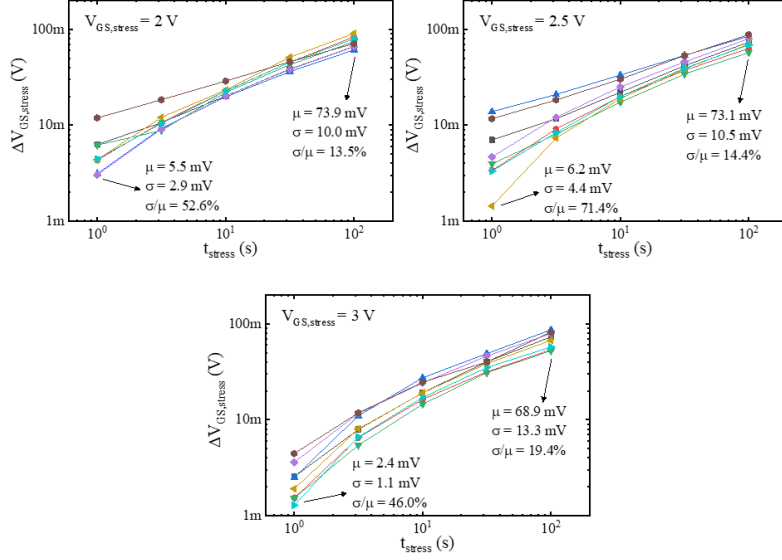 V_GS,stress = 2 V
ΔV_GS,stress (V)
100m
10m
1m
μ = 73.9 mV
σ = 10.0 mV
σ/μ = 13.5%
μ = 5.5 mV
σ = 2.9 mV
σ/μ = 52.6%
10^0
10^1
10^2
t_stress (s)
V_GS,stress = 2.5 V
ΔV_GS,stress (V)
100m
10m
1m
μ = 73.1 mV
σ = 10.5 mV
σ/μ = 14.4%
μ = 6.2 mV
σ = 4.4 mV
σ/μ = 71.4%
10^0
10^1
10^2
t_stress (s)
V_GS,stress = 3 V
ΔV_GS,stress (V)
100m
10m
1m
μ = 68.9 mV
σ = 13.3 mV
σ/μ = 19.4%
μ = 2.4 mV
σ = 1.1 mV
σ/μ = 46.0%
10^0
10^1
10^2
t_stress (s)